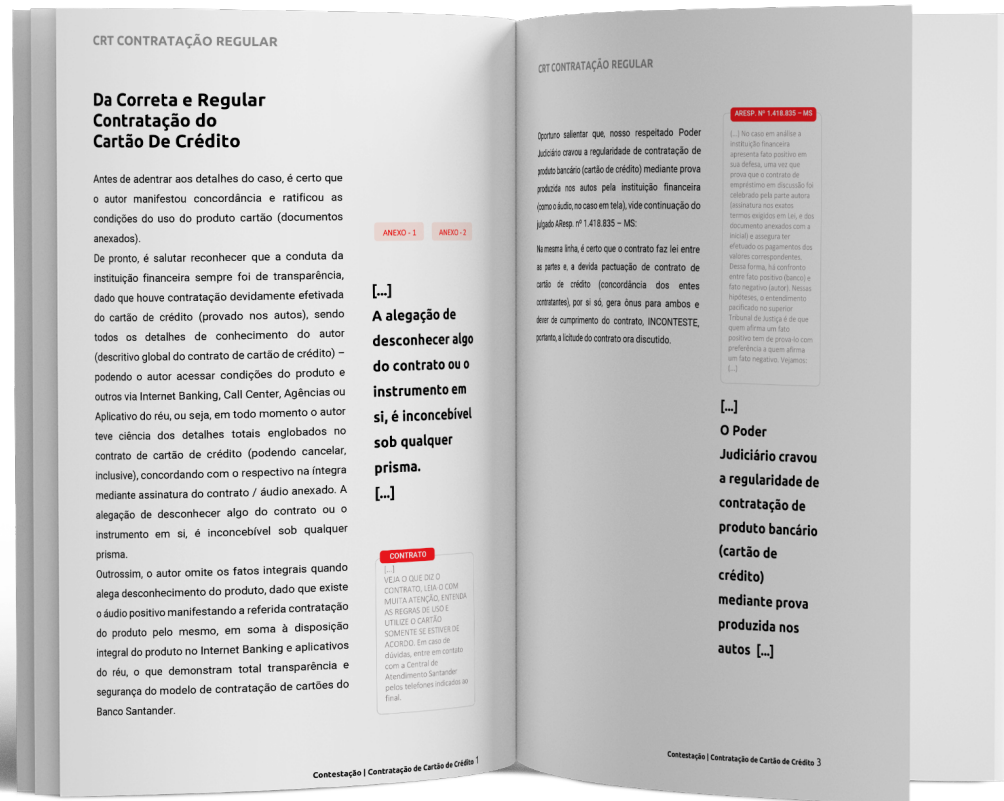 CRT CONTRATAÇÃO REGULAR
Da Correta e Regular
Contratação do
Cartão De Crédito
Antes de adentrar aos detalhes do caso, é certo que
o autor manifestou concordância e ratificou as
condições do uso do produto cartão (documentos
anexados).
De pronto, é salutar reconhecer que a conduta da
instituição financeira sempre foi de transparência,
dado que houve contratação devidamente efetivada
do cartão de crédito (provado nos autos), sendo
todos os detalhes de conhecimento do autor
(descritivo global do contrato de cartão de crédito) –
podendo o autor acessar condições do produto e
outros via Internet Banking, Call Center, Agências ou
Aplicativo do réu, ou seja, em todo momento o autor
teve ciência dos detalhes totais englobados no
contrato de cartão de crédito (podendo cancelar,
inclusive), concordando com o respectivo na íntegra
mediante assinatura do contrato / áudio anexado. A
alegação de desconhecer algo do contrato ou o
instrumento em si, é inconcebível sob qualquer
prisma.
Outrossim, o autor omite os fatos integrais quando
alega desconhecimento do produto, dado que existe
o áudio positivo manifestando a referida contratação
do produto pelo mesmo, em soma à disposição
integral do produto no Internet Banking e aplicativos
do réu, o que demonstram total transparência e
segurança do modelo de contratação de cartões do
Banco Santander.
ANEXO - 1 ANEXO - 2
[...]
A alegação de
desconhecer algo
do contrato ou o
instrumento em
si, é inconcebível
sob qualquer
prisma.
[...]
CONTRATO
[...]
VEJA O QUE DIZ O
CONTRATO, LEIA-O COM
MUITA ATENÇÃO, ENTENDA
AS REGRAS DE USO E
UTILIZE O CARTÃO
SOMENTE SE ESTIVER DE
ACORDO. Em caso de
dúvidas, entre em contato
com a Central de
Atendimento Santander
pelos telefones indicados ao
final.
Contestação | Contratação de Cartão de Crédito 1
CRT CONTRATAÇÃO REGULAR
Oportuno salientar que, nosso respeitado Poder
Judiciário cravou a regularidade de contratação de
produto bancário (cartão de crédito) mediante prova
produzida nos autos pela instituição financeira
(como o áudio, no caso em tela), vide continuação do
julgado AResp. nº 1.418.835 – MS:
Na mesma linha, é certo que o contrato faz lei entre
as partes e, a devida pactuação de contrato de
cartão de crédito (concordância dos entes
contratantes), por si só, gera ônus para ambos e
dever de cumprimento do contrato, INCONTESTE,
portanto, a licitude do contrato ora discutido.
ARESP. Nº 1.418.835 – MS
[...] No caso em análise a
instituição financeira
apresenta fato positivo em
sua defesa, uma vez que
prova que o contrato de
empréstimo em discussão foi
celebrado pela parte autora
(assinatura nos exatos
termos exigidos em Lei, e dos
documento anexados com a
inicial) e assegura ter
efetuado os pagamentos dos
valores correspondentes.
Dessa forma, há confronto
entre fato positivo (banco) e
fato negativo (autor). Nessas
hipóteses, o entendimento
pacificado no superior
Tribunal de Justiça é de que
quem afirma um fato
positivo tem de prova-lo com
preferência a quem afirma
um fato negativo. Vejamos:
[...]
[...]
O Poder
Judiciário cravou
a regularidade de
contratação de
produto bancário
(cartão de
crédito)
mediante prova
produzida nos
autos [...]
Contestação | Contratação de Cartão de Crédito 3